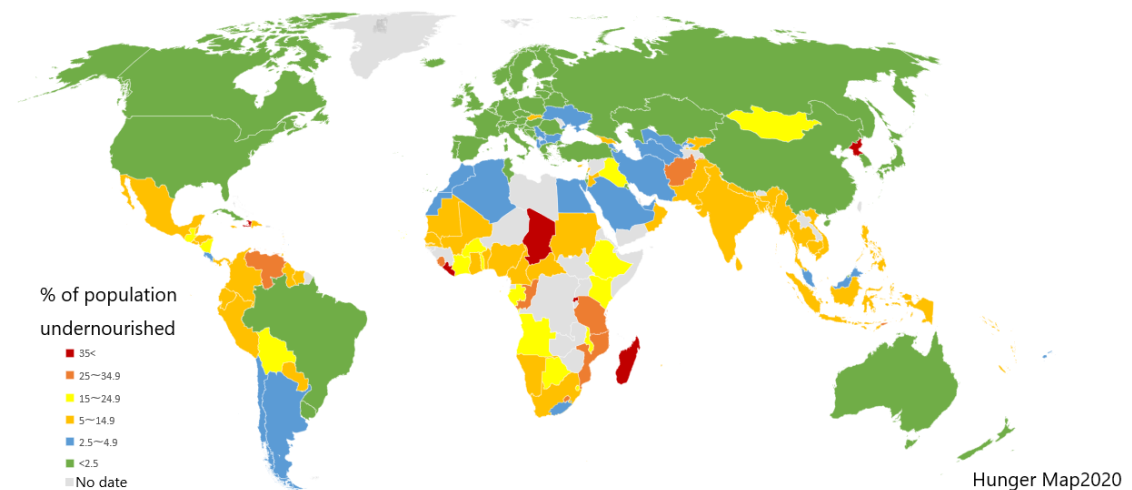 % of population
undernourished
35<
25～34.9
15～24.9
5～14.9
2.5～4.9
<2.5
No date
Hunger Map2020